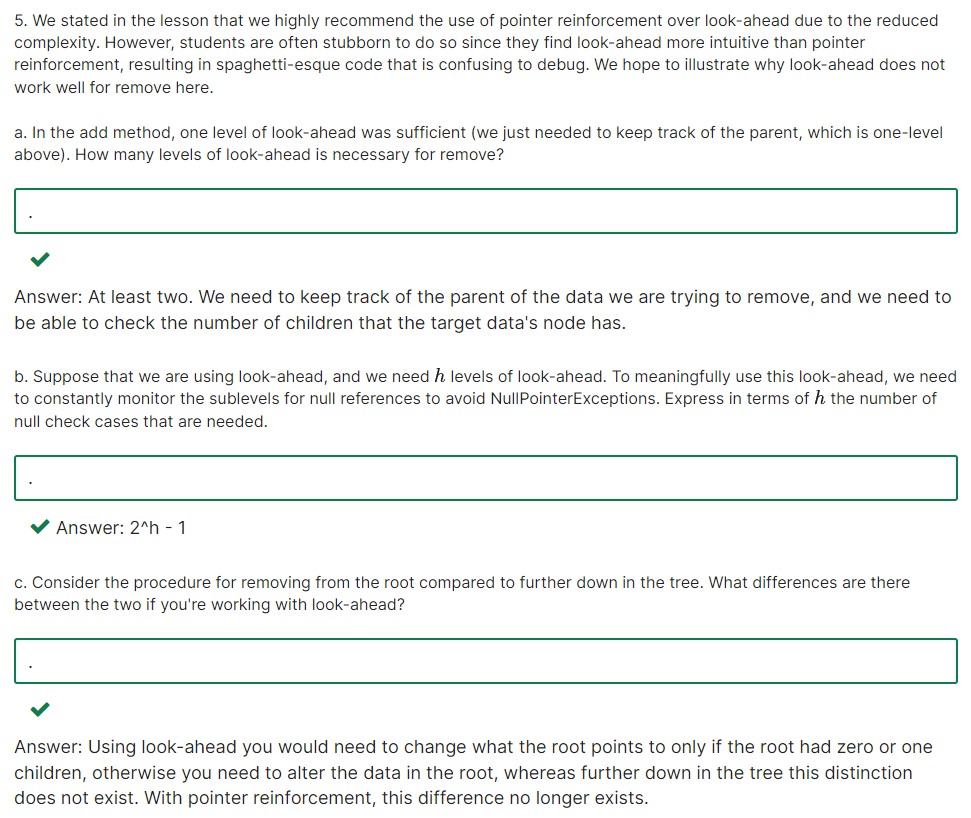 5. We stated in the lesson that we highly recommend the use of pointer reinforcement over look-ahead due to the reduced
complexity. However, students are often stubborn to do so since they find look-ahead more intuitive than pointer
reinforcement, resulting in spaghetti-esque code that is confusing to debug. We hope to illustrate why look-ahead does not
work well for remove here.
a. In the add method, one level of look-ahead was sufficient (we just needed to keep track of the parent, which is one-level
above). How many levels of look-ahead is necessary for remove?
.
Answer: At least two. We need to keep track of the parent of the data we are trying to remove, and we need to
be able to check the number of children that the target data's node has.
b. Suppose that we are using look-ahead, and we need h levels of look-ahead. To meaningfully use this look-ahead, we need
to constantly monitor the sublevels for null references to avoid NullPointerExceptions. Express in terms of h the number of
null check cases that are needed.
.
Answer: 2^h - 1
c. Consider the procedure for removing from the root compared to further down in the tree. What differences are there
between the two if you're working with look-ahead?
.
Answer: Using look-ahead you would need to change what the root points to only if the root had zero or one
children, otherwise you need to alter the data in the root, whereas further down in the tree this distinction
does not exist. With pointer reinforcement, this difference no longer exists.